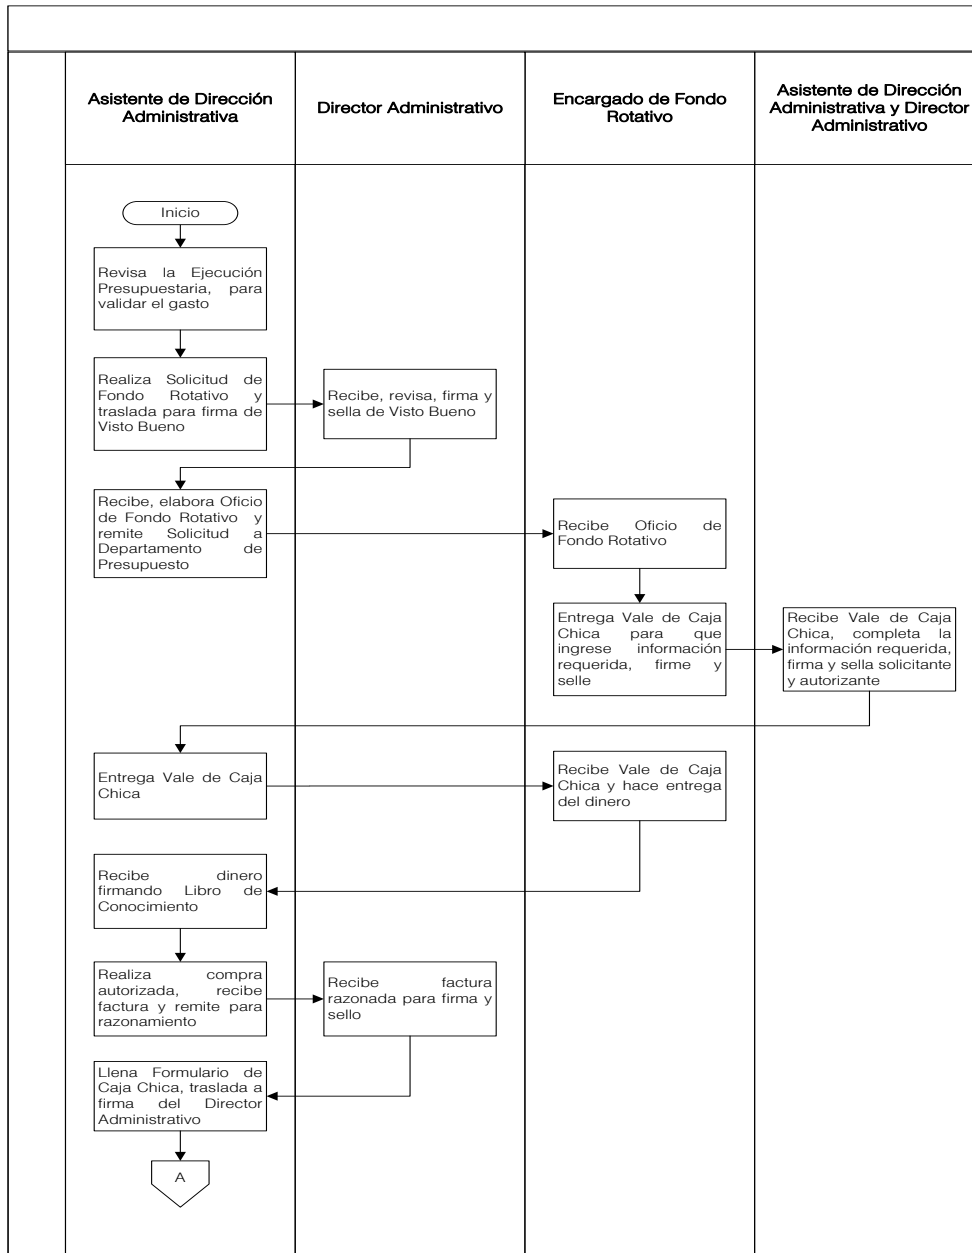 Asistente de Dirección
Administrativa
Director Administrativo
Encargado de Fondo
Rotativo
Asistente de Dirección
Administrativa y Director
Administrativo
Inicio
Revisa la Ejecución
Presupuestaria, para
validar el gasto
Realiza Solicitud de
Fondo Rotativo y
traslada para firma de
Visto Bueno
Recibe, revisa, firma y
sella de Visto Bueno
Recibe, elabora Oficio
de Fondo Rotativo y
remite Solicitud a
Departamento de
Presupuesto
Recibe Oficio de
Fondo Rotativo
Entrega Vale de Caja
Chica para que
ingrese información
requerida, firme y
selle
Recibe Vale de Caja
Chica, completa la
información requerida,
firma y sella solicitante
y autorizante
Entrega Vale de Caja
Chica
Recibe Vale de Caja
Chica y hace entrega
del dinero
Recibe dinero
firmando Libro de
Conocimiento
Realiza compra
autorizada, recibe
factura y remite para
razonamiento
Recibe factura
razonada para firma y
sello
Llena Formulario de
Caja Chica, traslada a
firma del Director
Administrativo
A